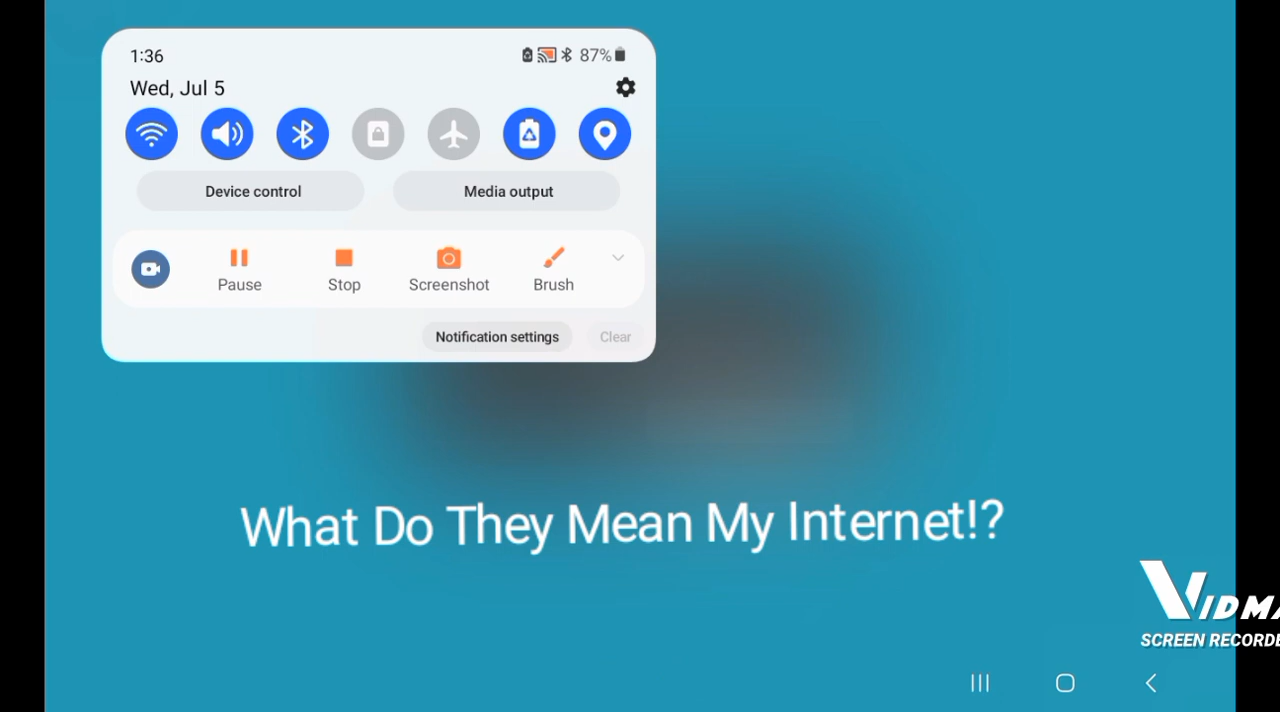 1:36
87%
Wed, Jul 5
Device control
Media output
Pause
Stop
Screenshot
Brush
Notification settings
Clear
What Do They Mean My Internet!?
VIDMA
SCREEN RECORDE